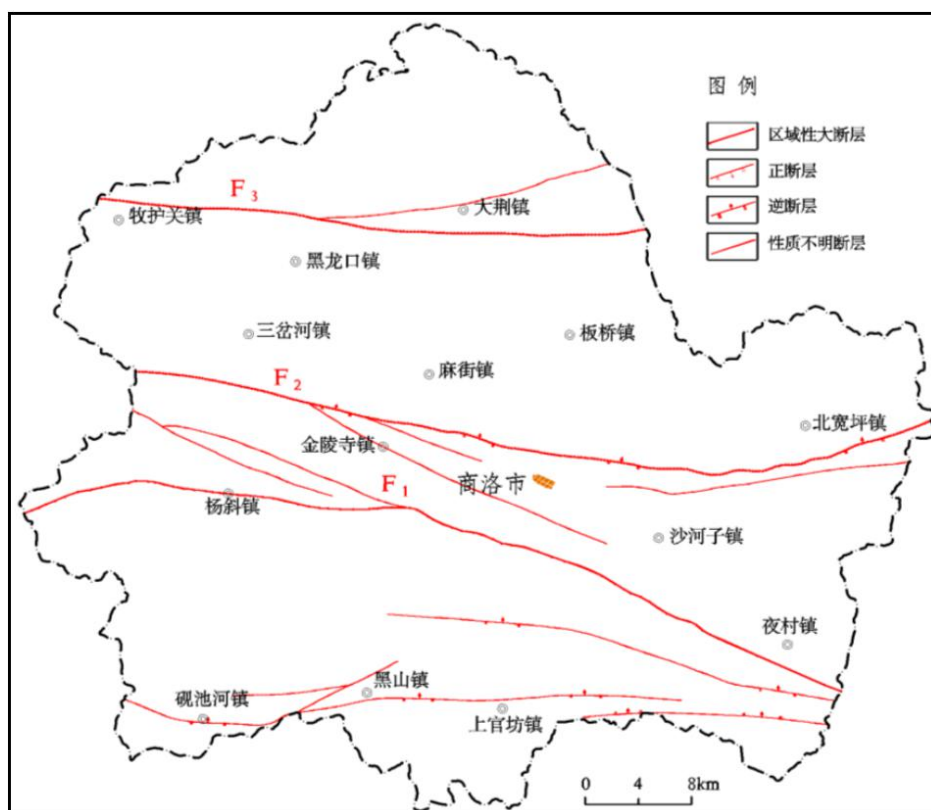 图 例
区域性大断层
正断层
逆断层
性质不明断层
F3
牧护关镇
大荆镇
黑龙口镇
三岔河镇
板桥镇
麻街镇
F2
北宽坪镇
金陵寺镇
商洛市
F1
杨斜镇
沙河子镇
夜村镇
黑山镇
砚池河镇
上官坊镇
0 4 8km